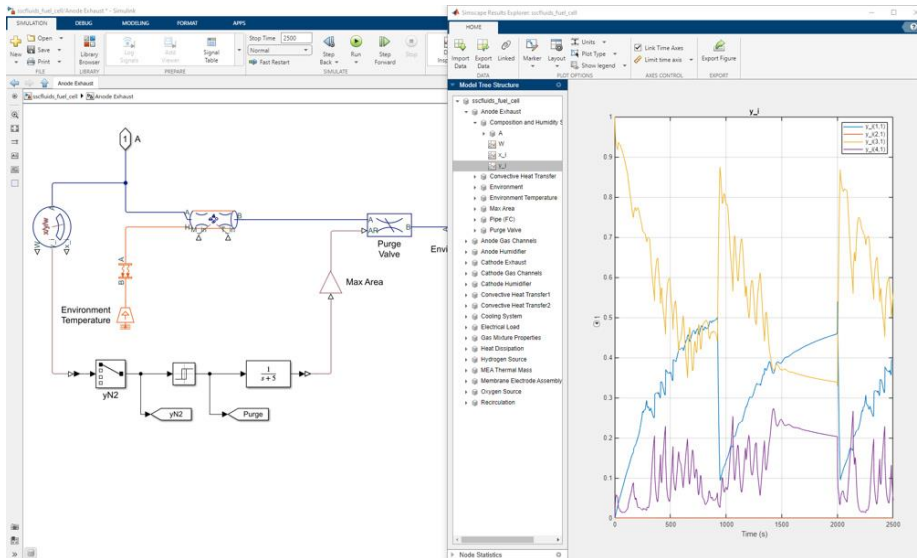 sscfluids_fuel_cell/Anode Exhaust * - Simulink
SIMULATION DEBUG MODELING FORMAT APPS
New
Open
Save
Print
FILE
Library
Browser
LIBRARY
Log
Signals
Add
Viewer
Signal
Table
PREPARE
Stop Time 2500
Normal
Fast Restart
Step
Back
Run
Step
Forward
Stop
SIMULATE
Anode Exhaust
sscfluids_fuel_cell Anode Exhaust
1 A
A
B
A
B
A
AR
B
Purge
Valve
Max Area
Environment
Temperature
yN2
1
s+5
yN2
Purge
Simscape Results Explorer: sscfluids_fuel_cell
HOME
Import
Data
Export
Data
Linked
DATA
Marker
Layout
Units
Plot Type
Show legend
PLOT OPTIONS
Link Time Axes
Limit time axis
AXES CONTROL
Export Figure
EXPORT
Model Tree Structure
sscfluids_fuel_cell
Anode Exhaust
Composition and Humidity S
A
W
x_i
y_i
Convective Heat Transfer
Environment
Environment Temperature
Max Area
Pipe (FC)
Purge Valve
Anode Gas Channels
Anode Humidifier
Cathode Exhaust
Cathode Gas Channels
Cathode Humidifier
Convective Heat Transfer1
Convective Heat Transfer2
Cooling System
Electrical Load
Gas Mixture Properties
Heat Dissipation
Hydrogen Source
MEA Thermal Mass
Membrane Electrode Assembly
Oxygen Source
Recirculation
Node Statistics
y_i
y_i(1,1)
y_i(2,1)
y_i(3,1)
y_i(4,1)
1
0.9
0.8
0.7
0.6
0.5
0.4
0.3
0.2
0.1
0
0 500 1000 1500 2000 2500
Time (s)